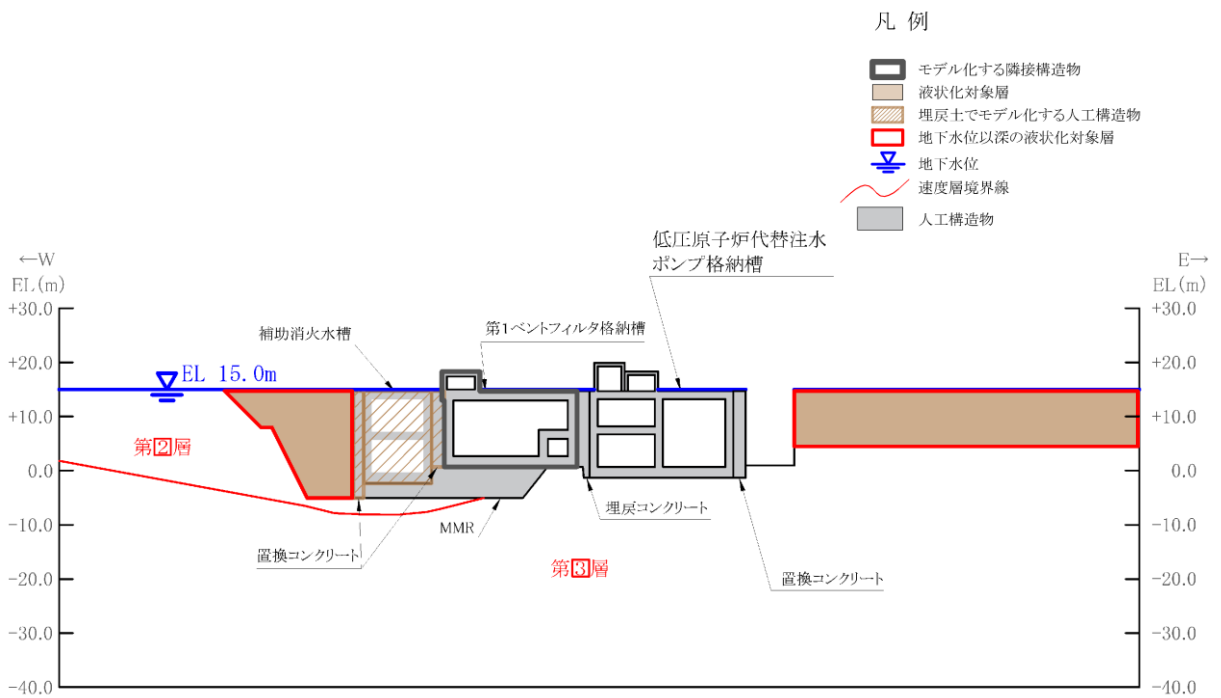 凡 例
モデル化する隣接構造物
液状化対象層
埋戻土でモデル化する人工構造物
地下水位以深の液状化対象層
地下水位
速度層境界線
人工構造物
低圧原子炉代替注水
ポンプ格納槽
←W
EL(m)
E→
EL(m)
+30.0
+20.0
+10.0
0.0
-10.0
-20.0
-30.0
-40.0
補助消火水槽
第1ベントフィルタ格納槽
EL 15.0m
第2層
MMR
埋戻コンクリート
置換コンクリート
第3層
置換コンクリート
+30.0
+20.0
+10.0
0.0
-10.0
-20.0
-30.0
-40.0